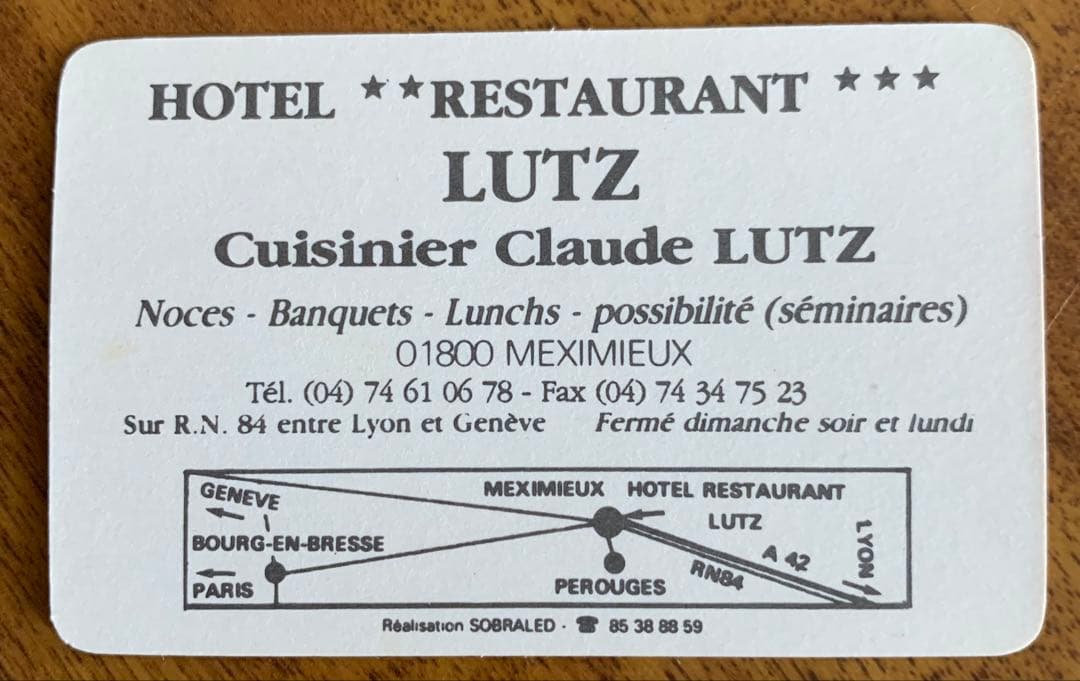 HOTEL ★★ RESTAURANT ★★★
LUTZ
Cuisinier Claude LUTZ
Noces - Banquets - Lunchs - possibilité (séminaires)
01800 MEXIMIEUX
Tél. (04) 74 61 06 78 - Fax (04) 74 34 75 23
Sur R.N. 84 entre Lyon et Genève Fermé dimanche soir et lundi
GENEVE
MEXIMIEUX HOTEL RESTAURANT
LUTZ
BOURG-EN-BRESSE
PARIS
PEROUGES
RN84
A 42
LYON
Réalisation SOBRALED - ☎ 85 38 88 59